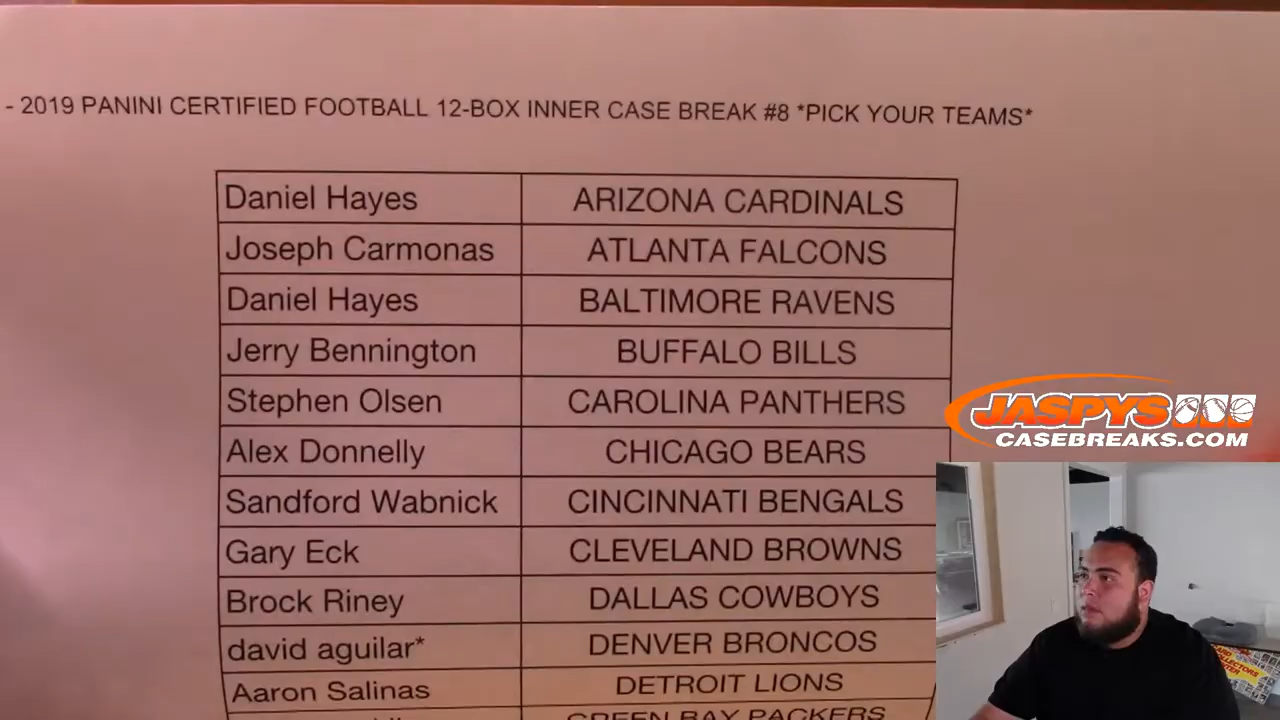 - 2019 PANINI CERTIFIED FOOTBALL 12-BOX INNER CASE BREAK #8 *PICK YOUR TEAMS*
Daniel Hayes ARIZONA CARDINALS
Joseph Carmonas ATLANTA FALCONS
Daniel Hayes BALTIMORE RAVENS
Jerry Bennington BUFFALO BILLS
Stephen Olsen CAROLINA PANTHERS
Alex Donnelly CHICAGO BEARS
Sandford Wabnick CINCINNATI BENGALS
Gary Eck CLEVELAND BROWNS
Brock Riney DALLAS COWBOYS
david aguilar* DENVER BRONCOS
Aaron Salinas DETROIT LIONS
GREEN BAY PACKERS
JASPYS
CASEBREAKS.COM
COLLECTORS